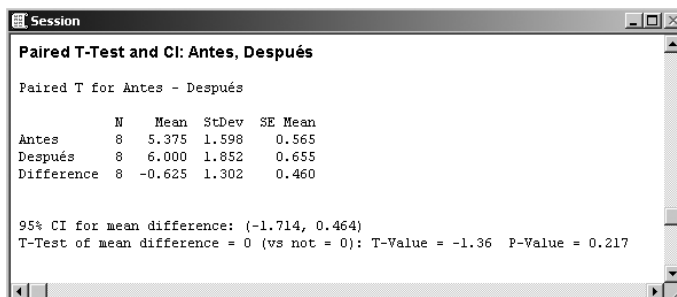 Session
Paired T-Test and CI: Antes, Después
Paired T for Antes - Después
N Mean StDev SE Mean
Antes 8 5.375 1.598 0.565
Después 8 6.000 1.852 0.655
Difference 8 -0.625 1.302 0.460
95% CI for mean difference: (-1.714, 0.464)
T-Test of mean difference = 0 (vs not = 0): T-Value = -1.36 P-Value = 0.217